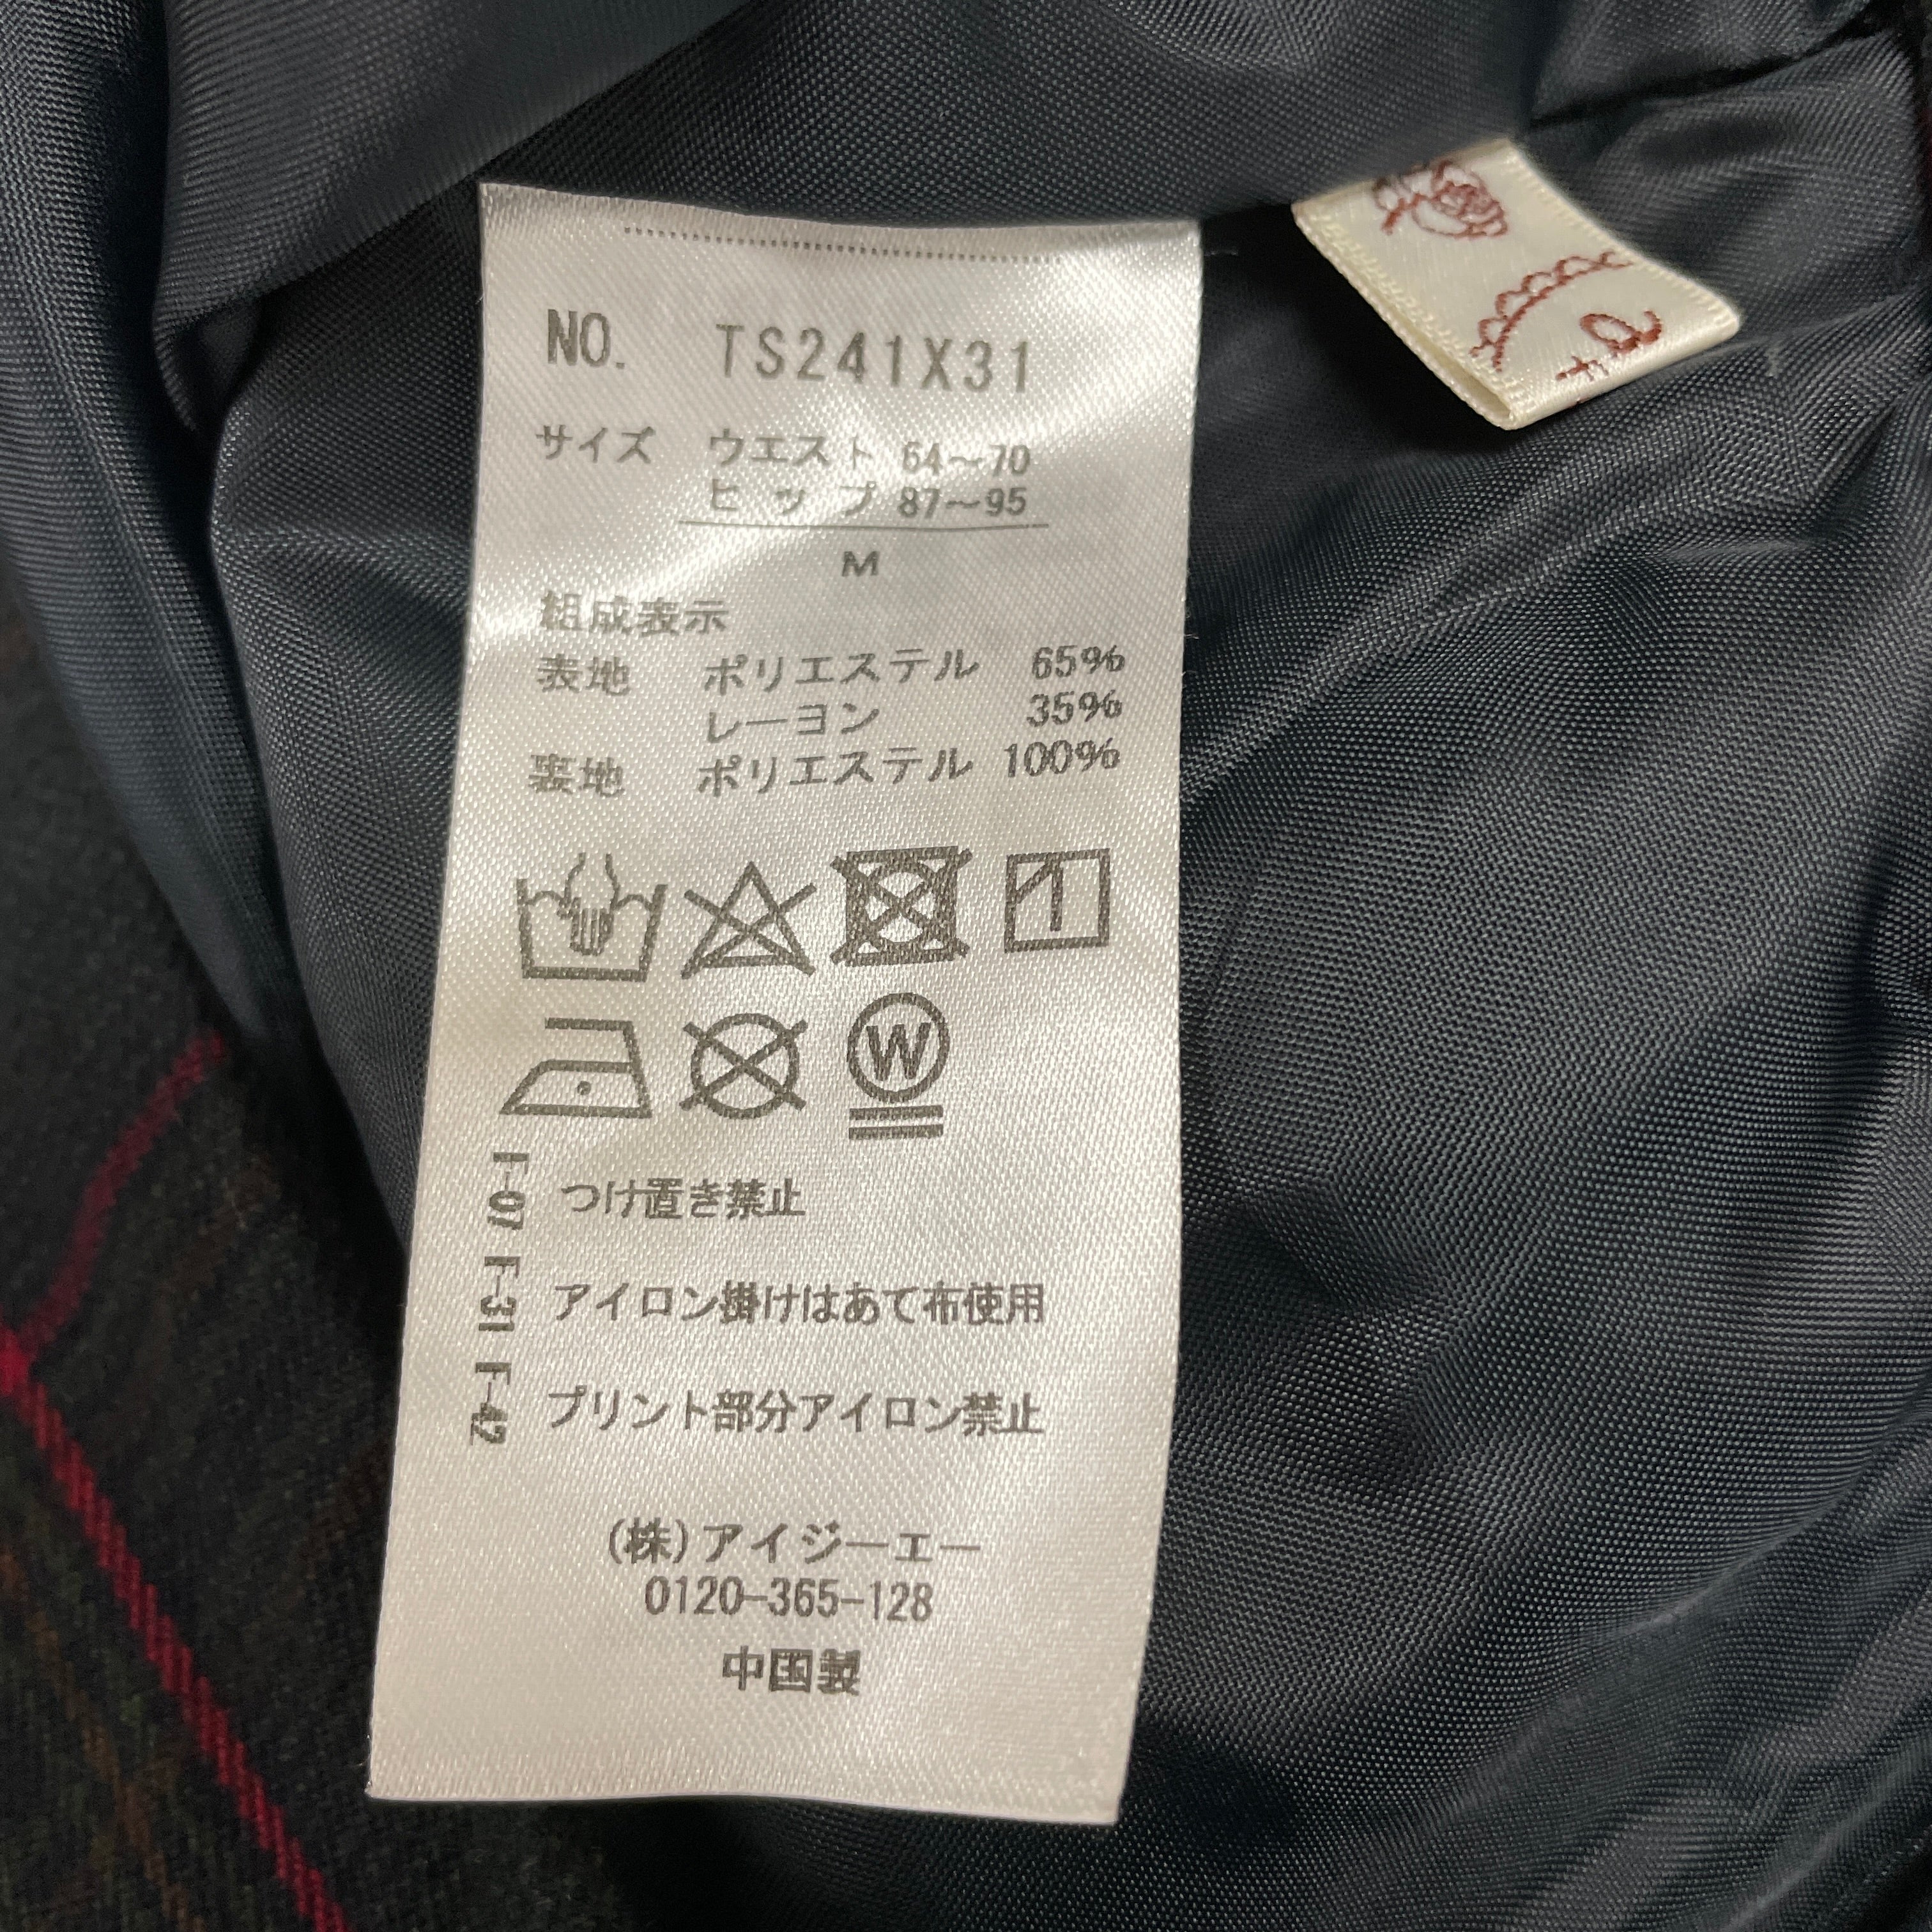 NO. TS241X31
サイズ ウエスト 64～70
ヒップ 87～95
M
組成表示
表地 ポリエステル 65%
レーヨン 35%
裏地 ポリエステル 100%
W
F-07 F-31 F-42
つけ置き禁止
アイロン掛けはあて布使用
プリント部分アイロン禁止
(株)アイジーエー
0120-365-128
中国製